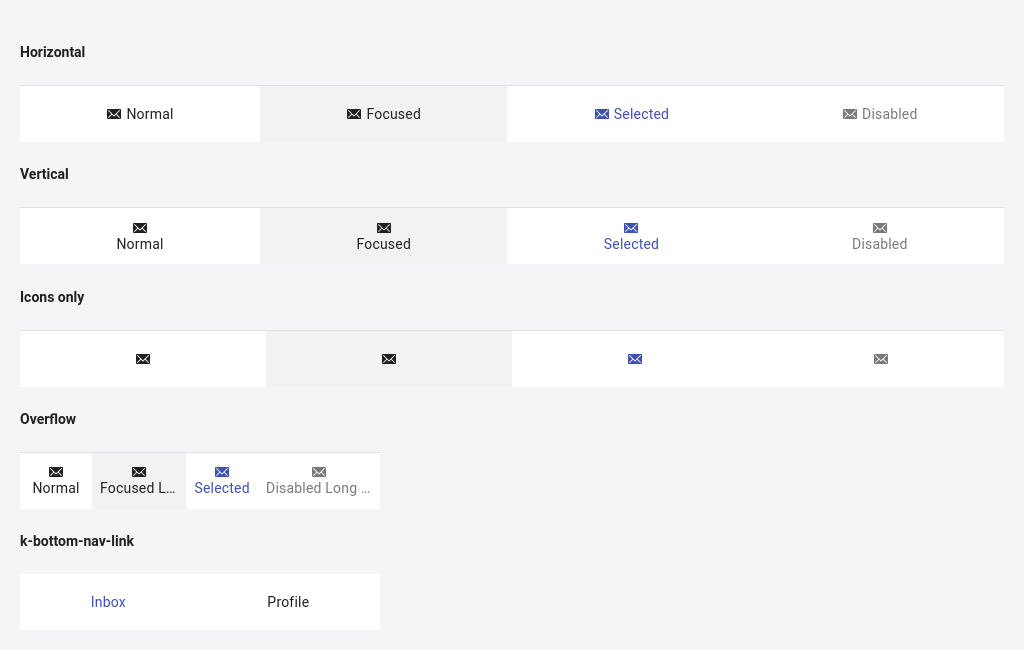 Horizontal
Normal Focused Selected Disabled
Vertical
Normal Focused Selected Disabled
Icons only
Overflow
Normal Focused L... Selected Disabled Long ...
k-bottom-nav-link
Inbox Profile